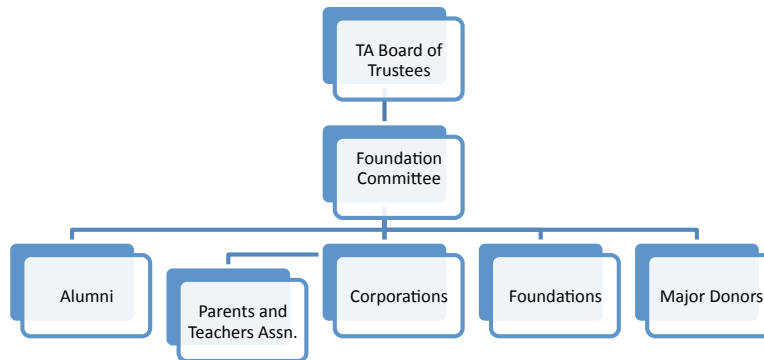 TA Board of
Trustees
Foundation
Committee
Alumni
Parents and
Teachers Assn.
Corporations
Foundations
Major Donors